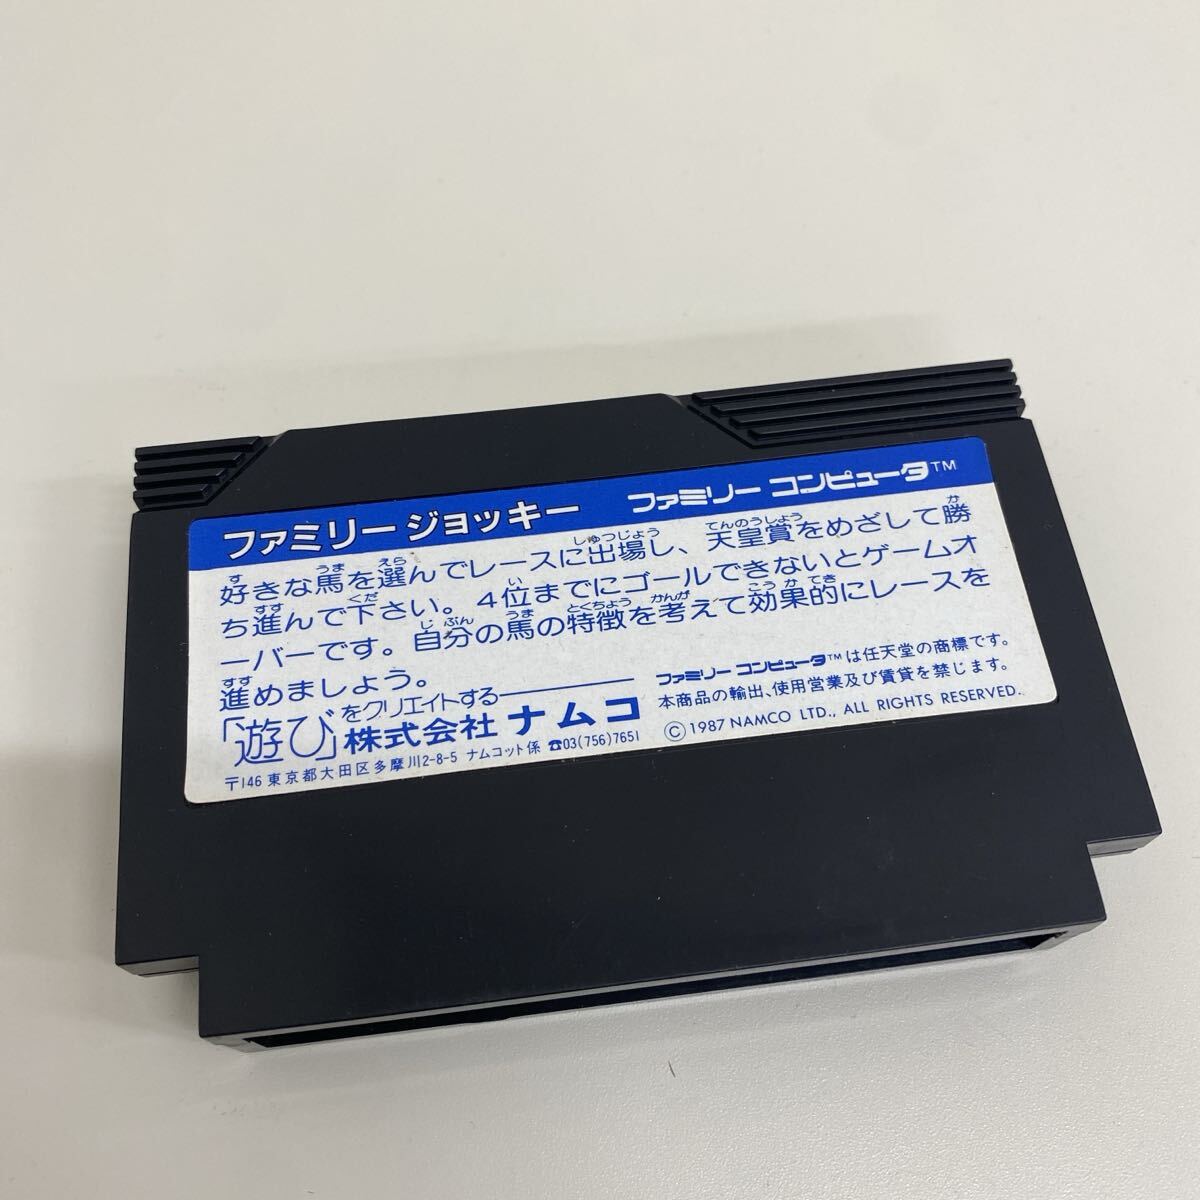 ファミリージョッキー ファミリー コンピュータ™
好きな馬を選んでレースに出場し、天皇賞をめざして勝
ち進んで下さい。4位までにゴールできないとゲームオ
ーバーです。自分の馬の特徴を考えて効果的にレースを
進めましょう。
ファミリー コンピュータ™は任天堂の商標です。
本商品の輸出、使用営業及び賃貸を禁じます。
「遊び」をクリエイトする
株式会社 ナムコ
© 1987 NAMCO LTD., ALL RIGHTS RESERVED.
〒146 東京都大田区多摩川2-8-5 ナムコット係 ☎03(756)7651